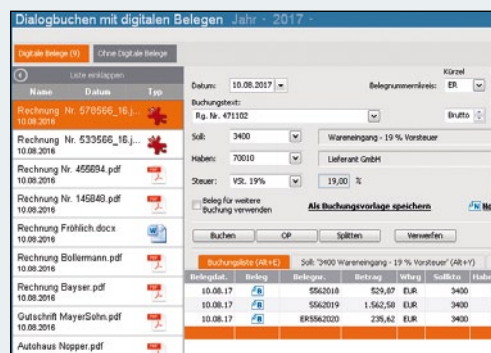 Dialogbuchen mit digitalen Belegen Jahr - 2017 -
Digitale Belege (9) Ohne Digitale Belege
Liste einklappen
Name Datum Typ
Rechnung Nr. 578566_16.j...
10.08.2016
Rechnung Nr. 533566_16.j...
10.08.2016
Rechnung Nr. 455694.pdf
10.08.2016
Rechnung Nr. 145848.pdf
10.08.2016
Rechnung Fröhlich.docx
10.08.2016
Rechnung Bollermann.pdf
10.08.2016
Rechnung Bayser.pdf
10.08.2016
Gutschrift MayerSohn.pdf
10.08.2016
Autohaus Nopper.pdf
10.08.2016
Kürzel
Datum: 10.08.2017 Belegnummernkreis: ER
Buchungstext:
Rg. Nr. 471102 Brutto
Soll: 3400 Wareneingang - 19 % Vorsteuer
Haben: 70010 Lieferant GmbH
Steuer: VSt. 19% 19,00 %
Beleg für weitere
Buchung verwenden Als Buchungsvorlage speichern
Buchen OP Splitten Verwerfen
Buchungsliste (Alt+E) Soll: '3400 Wareneingang - 19 % Vorsteuer' (Alt+Y)
Belegdat. Beleg Belegnr. Betrag Whrg Sollkto Habe
10.08.17 5562018 529,87 EUR 3400
10.08.17 5562019 1.562,58 EUR 3400
10.08.17 ER5562020 235,62 EUR 3400